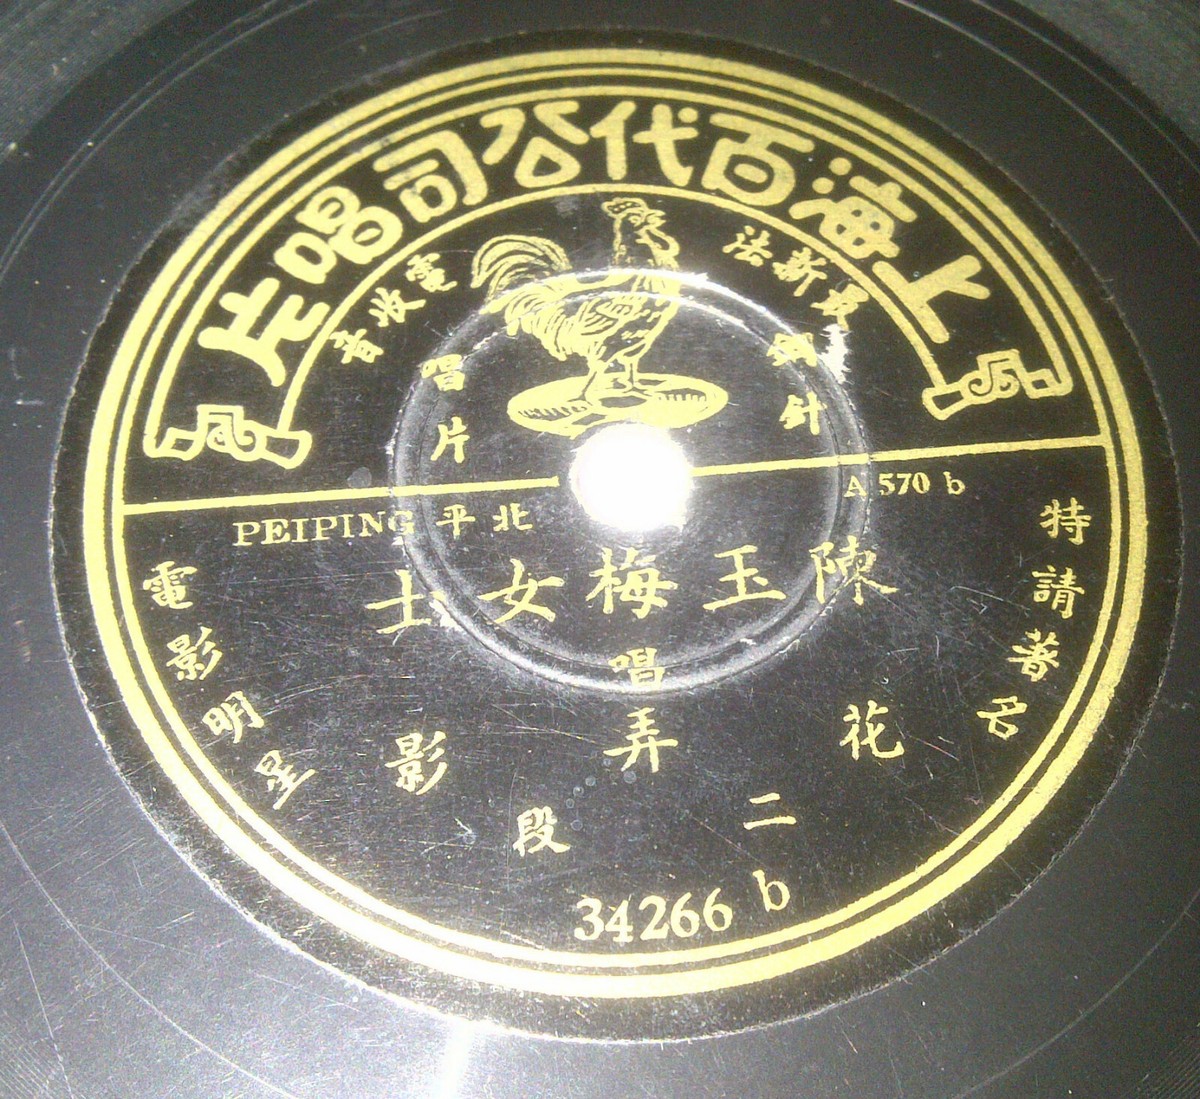 上海百代公司唱片
最新法
電收音
鋼針
唱片
A 570 b
北平 PEIPING
特請著名
電影明星
陳玉梅女士
唱
花弄影
二段
34266 b